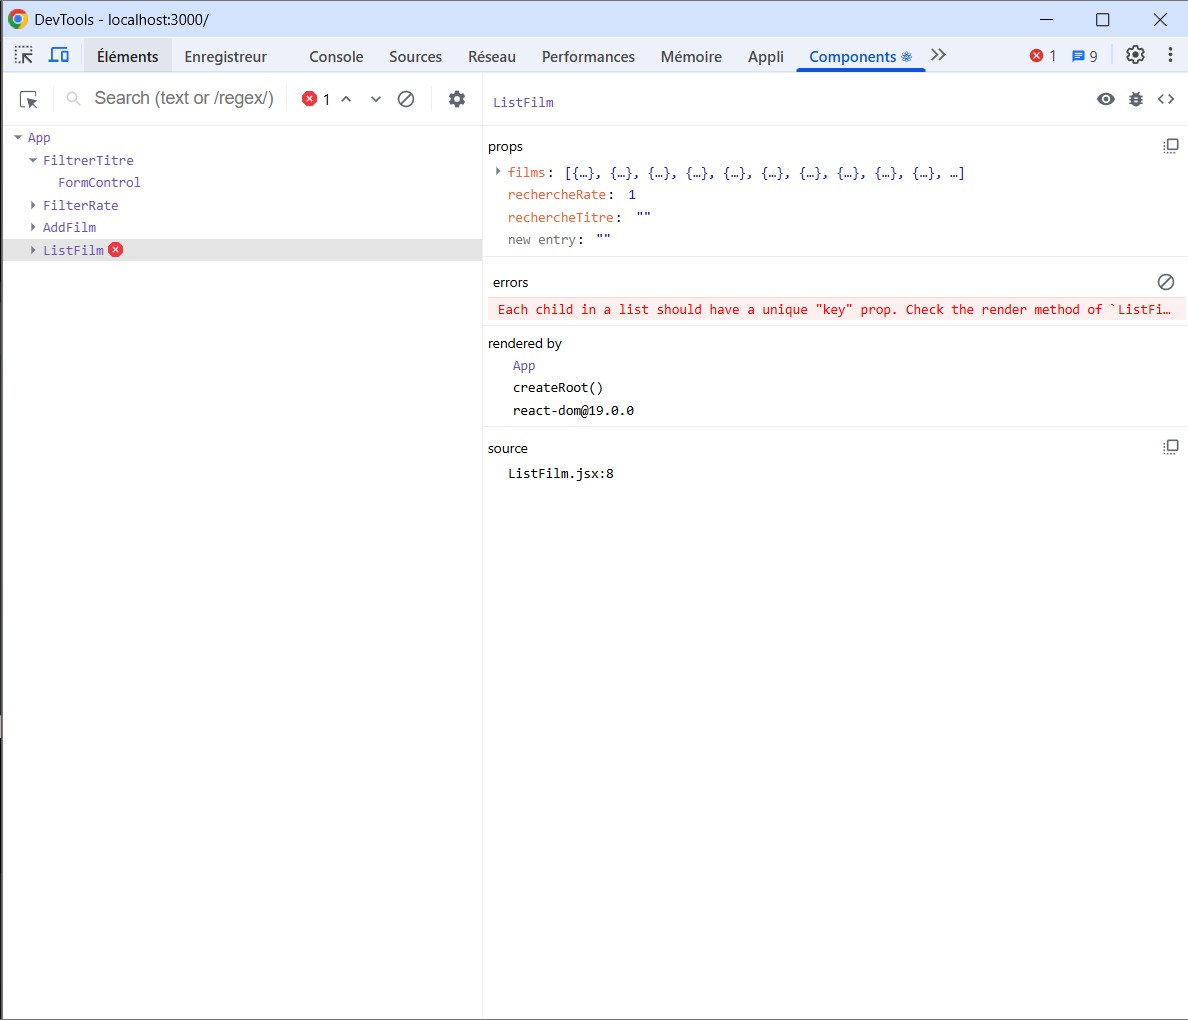 DevTools - localhost:3000/
Éléments Enregistreur Console Sources Réseau Performances Mémoire Appli Components 1 9
Search (text or /regex/) 1
ListFilm
App
FiltrerTitre
FormControl
FilterRate
AddFilm
ListFilm
props
films: [{…}, {…}, {…}, {…}, {…}, {…}, {…}, {…}, {…}, {…}, …]
rechercheRate: 1
rechercheTitre: ""
new entry: ""
errors
Each child in a list should have a unique "key" prop. Check the render method of `ListFi…
rendered by
App
createRoot()
react-dom@19.0.0
source
ListFilm.jsx:8